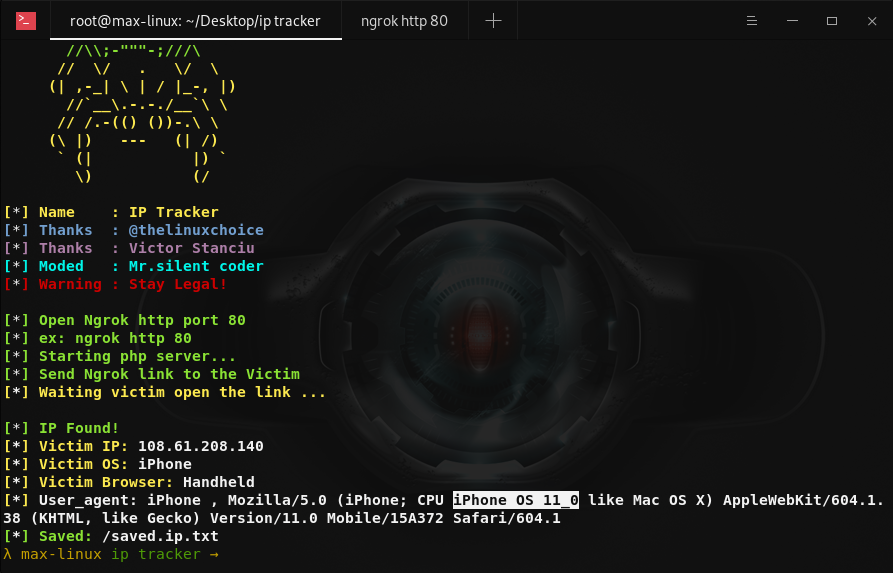 root@max-linux: ~/Desktop/ip tracker
ngrok http 80
//\\;-"""-;///\
//  \/   .   \/  \
(| ,-_| \ | / |_-, |)
//`__\.-.-./__`\ \
// /.-(() ())-.\ \
(\ |)   ---   (| /)
` (|           |) `
\)           (/
[*] Name    : IP Tracker
[*] Thanks  : @thelinuxchoice
[*] Thanks  : Victor Stanciu
[*] Moded   : Mr.silent coder
[*] Warning : Stay Legal!
[*] Open Ngrok http port 80
[*] ex: ngrok http 80
[*] Starting php server...
[*] Send Ngrok link to the Victim
[*] Waiting victim open the link ...
[*] IP Found!
[*] Victim IP: 108.61.208.140
[*] Victim OS: iPhone
[*] Victim Browser: Handheld
[*] User_agent: iPhone , Mozilla/5.0 (iPhone; CPU iPhone OS 11_0 like Mac OS X) AppleWebKit/604.1.
38 (KHTML, like Gecko) Version/11.0 Mobile/15A372 Safari/604.1
[*] Saved: /saved.ip.txt
λ max-linux ip tracker →